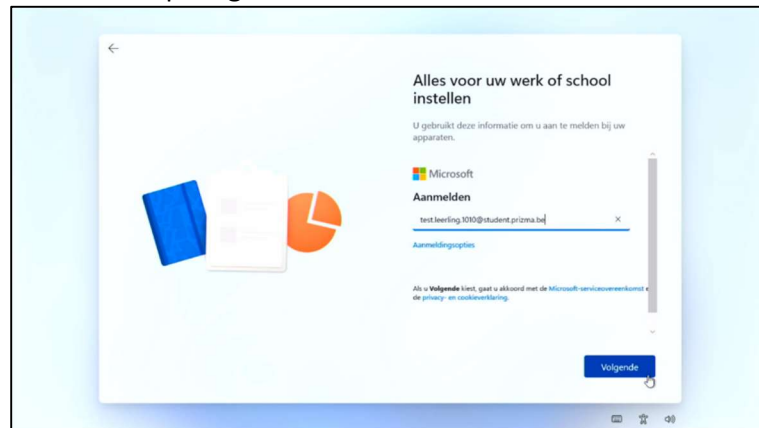 Alles voor uw werk of school
instellen
U gebruikt deze informatie om u aan te melden bij uw
apparaten.
Microsoft
Aanmelden
test.leerling.1010@student.prizma.be
Aanmeldingsopties
Als u Volgende kiest, gaat u akkoord met de Microsoft-serviceovereenkomst
de privacy- en cookieverklaring.
Volgende